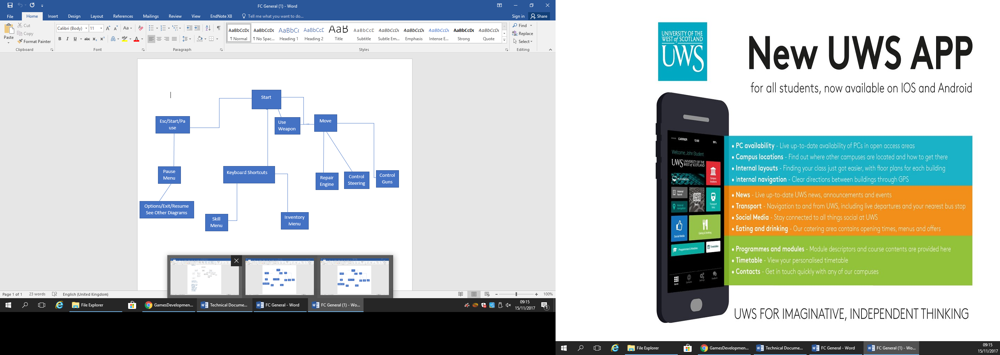 FC General (1) - Word
File
Home
Insert
Design
Layout
References
Mailings
Review
View
EndNote X8
Tell me what you want to do...
Sign in
Share
Paste
Cut
Copy
Format Painter
Clipboard
Calibri (Body)
11
Font
Paragraph
AaBbCcDc
¶ Normal
AaBbCcDc
¶ No Spac...
AaBbCc
Heading 1
AaBbCcE
Heading 2
AaB
Title
AaBbCcD
Subtitle
AaBbCcDc
Subtle Em...
AaBbCcDc
Emphasis
AaBbCcDc
Intense E...
AaBbCcDc
Strong
AaBbCcDc
Quote
Styles
Find
Replace
Select
Editing
Start
Esc/Start/Pa
use
Use
Weapon
Move
Pause
Menu
Keyboard Shortcuts
Repair
Engine
Control
Steering
Control
Guns
Options/Exit/Resume
See Other Diagrams
Skill
Menu
Inventory
Menu
Page 1 of 1
23 words
English (United Kingdom)
100%
File Explorer
GamesDevelopmen...
Technical Docume...
FC General - Word
FC General (1) - Wo...
09:15
15/11/2017
UNIVERSITY OF THE
WEST of SCOTLAND
UWS
New UWS APP
for all students, now available on IOS and Android
CARRIER
12:00
99%
Welcome, John Student
UWS UNIVERSITY OF THE
WEST of SCOTLAND
PC Availability
Campus
locations
Internal
layout
News
Transport
links
Internal
navigation
Social Media
Eating & Drinking
Programmes & Modules
Timetables
Home
Contacts
Settings
Feedback
• PC availability - Live up-to-date availability of PCs in open access areas
• Campus locations - Find out where other campuses are located and how to get there
• Internal layouts - Finding your class just got easier, with floor plans for each building
• Internal navigation - Clear directions between buildings through GPS
• News - Live up-to-date UWS news, announcements and events
• Transport - Navigation to and from UWS, including live departures and your nearest bus stop
• Social Media - Stay connected to all things social at UWS
• Eating and drinking - Our catering area contains opening times, menus and offers
• Programmes and modules - Module descriptors and course contents are provided here
• Timetable - View your personalised timetable
• Contacts - Get in touch quickly with any of our campuses
UWS FOR IMAGINATIVE, INDEPENDENT THINKING
File Explorer
GamesDevelopmen...
Technical Docume...
FC General - Word
FC General (1) - Wo...
09:15
15/11/2017